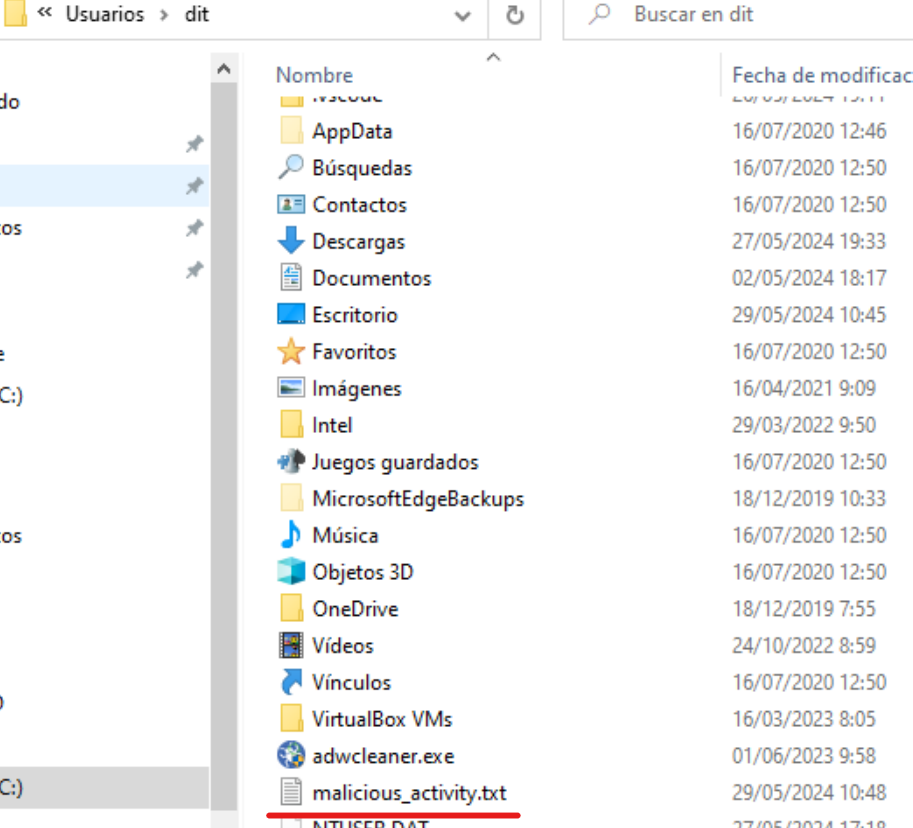 « Usuarios > dit
Buscar en dit
Nombre
Fecha de modificac
do
.vscode 20/05/2024 19:11
AppData 16/07/2020 12:46
Búsquedas 16/07/2020 12:50
Contactos 16/07/2020 12:50
tos
Descargas 27/05/2024 19:33
Documentos 02/05/2024 18:17
Escritorio 29/05/2024 10:45
e
Favoritos 16/07/2020 12:50
C:)
Imágenes 16/04/2021 9:09
Intel 29/03/2022 9:50
Juegos guardados 16/07/2020 12:50
MicrosoftEdgeBackups 18/12/2019 10:33
tos
Música 16/07/2020 12:50
Objetos 3D 16/07/2020 12:50
OneDrive 18/12/2019 7:55
Vídeos 24/10/2022 8:59
Vínculos 16/07/2020 12:50
)
VirtualBox VMs 16/03/2023 8:05
adwcleaner.exe 01/06/2023 9:58
C:)
malicious_activity.txt 29/05/2024 10:48
NTUSER.DAT 27/05/2024 17:18